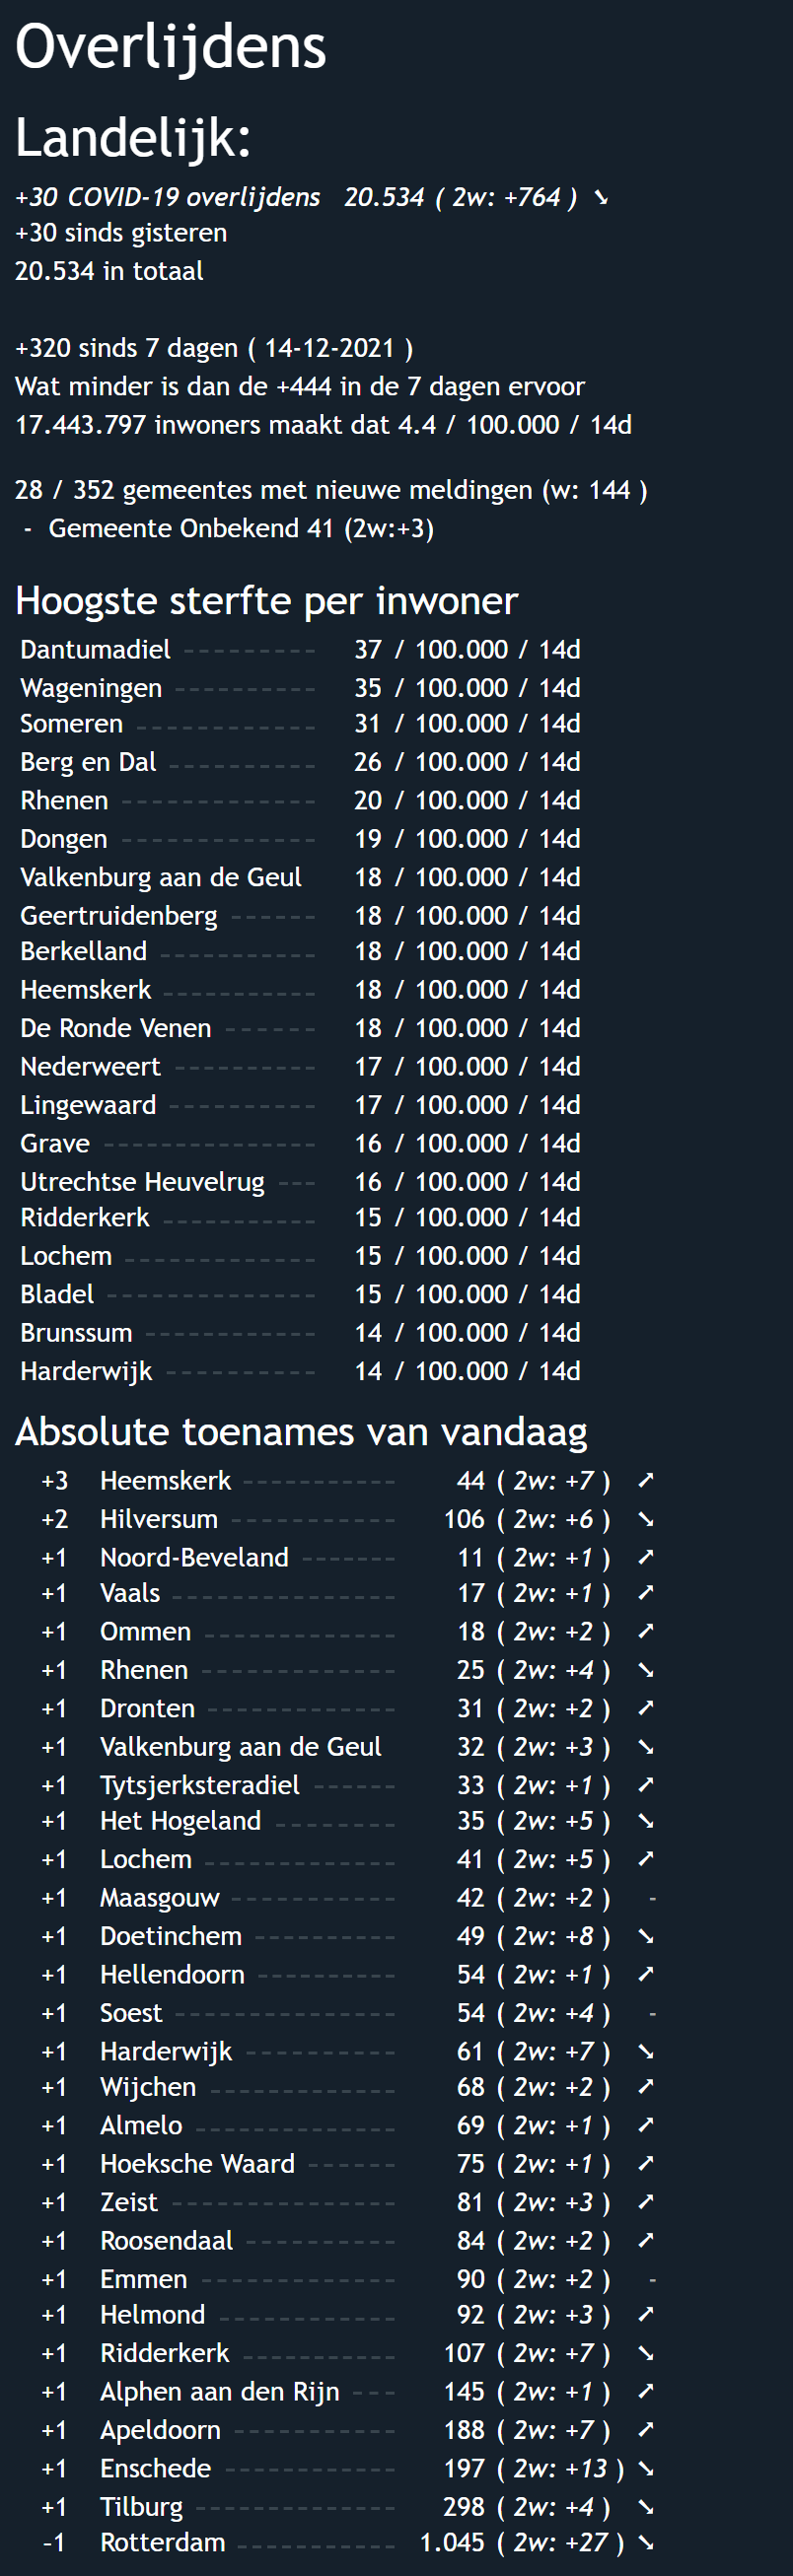 Overlijdens
Landelijk:
+30 COVID-19 overlijdens 20.534 ( 2w: +764 ) ➘
+30 sinds gisteren
20.534 in totaal
+320 sinds 7 dagen ( 14-12-2021 )
Wat minder is dan de +444 in de 7 dagen ervoor
17.443.797 inwoners maakt dat 4.4 / 100.000 / 14d
28 / 352 gemeentes met nieuwe meldingen (w: 144 )
- Gemeente Onbekend 41 (2w:+3)
Hoogste sterfte per inwoner
Dantumadiel --------- 37 / 100.000 / 14d
Wageningen ---------- 35 / 100.000 / 14d
Someren ------------ 31 / 100.000 / 14d
Berg en Dal ---------- 26 / 100.000 / 14d
Rhenen ------------- 20 / 100.000 / 14d
Dongen ------------- 19 / 100.000 / 14d
Valkenburg aan de Geul 18 / 100.000 / 14d
Geertruidenberg ------ 18 / 100.000 / 14d
Berkelland ----------- 18 / 100.000 / 14d
Heemskerk ---------- 18 / 100.000 / 14d
De Ronde Venen ------ 18 / 100.000 / 14d
Nederweert ---------- 17 / 100.000 / 14d
Lingewaard ---------- 17 / 100.000 / 14d
Grave -------------- 16 / 100.000 / 14d
Utrechtse Heuvelrug --- 16 / 100.000 / 14d
Ridderkerk ---------- 15 / 100.000 / 14d
Lochem ------------- 15 / 100.000 / 14d
Bladel -------------- 15 / 100.000 / 14d
Brunssum ----------- 14 / 100.000 / 14d
Harderwijk ---------- 14 / 100.000 / 14d
Absolute toenames van vandaag
+3 Heemskerk ---------- 44 ( 2w: +7 ) ➚
+2 Hilversum ----------- 106 ( 2w: +6 ) ➘
+1 Noord-Beveland ------- 11 ( 2w: +1 ) ➚
+1 Vaals --------------- 17 ( 2w: +1 ) ➚
+1 Ommen ------------- 18 ( 2w: +2 ) ➚
+1 Rhenen ------------- 25 ( 2w: +4 ) ➘
+1 Dronten ------------- 31 ( 2w: +2 ) ➚
+1 Valkenburg aan de Geul 32 ( 2w: +3 ) ➘
+1 Tytsjerksteradiel ------ 33 ( 2w: +1 ) ➚
+1 Het Hogeland -------- 35 ( 2w: +5 ) ➘
+1 Lochem ------------- 41 ( 2w: +5 ) ➚
+1 Maasgouw ----------- 42 ( 2w: +2 ) -
+1 Doetinchem ---------- 49 ( 2w: +8 ) ➘
+1 Hellendoorn ---------- 54 ( 2w: +1 ) ➚
+1 Soest --------------- 54 ( 2w: +4 ) -
+1 Harderwijk ---------- 61 ( 2w: +7 ) ➘
+1 Wijchen ------------- 68 ( 2w: +2 ) ➚
+1 Almelo -------------- 69 ( 2w: +1 ) ➚
+1 Hoeksche Waard ------ 75 ( 2w: +1 ) ➚
+1 Zeist --------------- 81 ( 2w: +3 ) ➚
+1 Roosendaal ---------- 84 ( 2w: +2 ) ➚
+1 Emmen ------------- 90 ( 2w: +2 ) -
+1 Helmond ------------ 92 ( 2w: +3 ) ➚
+1 Ridderkerk ---------- 107 ( 2w: +7 ) ➘
+1 Alphen aan den Rijn --- 145 ( 2w: +1 ) ➚
+1 Apeldoorn ----------- 188 ( 2w: +7 ) ➚
+1 Enschede ------------ 197 ( 2w: +13 ) ➘
+1 Tilburg -------------- 298 ( 2w: +4 ) ➘
-1 Rotterdam ----------- 1.045 ( 2w: +27 ) ➘